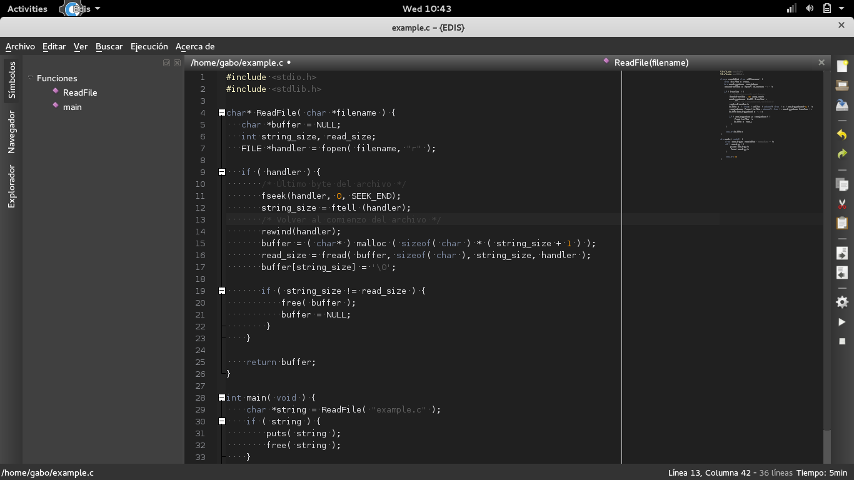 Activities Edis Wed 10:43
example.c - {EDIS}
Archivo Editar Ver Buscar Ejecución Acerca de
/home/gabo/example.c • ReadFile(filename)
Símbolos
Navegador
Explorador
Funciones
ReadFile
main
1 #include <stdio.h>
2 #include <stdlib.h>
3
4 char* ReadFile( char *filename ) {
5 char *buffer = NULL;
6 int string_size, read_size;
7 FILE *handler = fopen( filename, "r" );
8
9 if ( handler ) {
10 /* Último byte del archivo */
11 fseek(handler, 0, SEEK_END);
12 string_size = ftell (handler);
13 /* Volver al comienzo del archivo */
14 rewind(handler);
15 buffer = ( char* ) malloc ( sizeof( char ) * ( string_size + 1 ) );
16 read_size = fread( buffer, sizeof( char ), string_size, handler );
17 buffer[string_size] = '\0';
18
19 if ( string_size != read_size ) {
20 free( buffer );
21 buffer = NULL;
22 }
23 }
24
25 return buffer;
26 }
27
28 int main( void ) {
29 char *string = ReadFile( "example.c" );
30 if ( string ) {
31 puts( string );
32 free( string );
33 }
/home/gabo/example.c Línea 13, Columna 42 - 36 líneas Tiempo: 5min